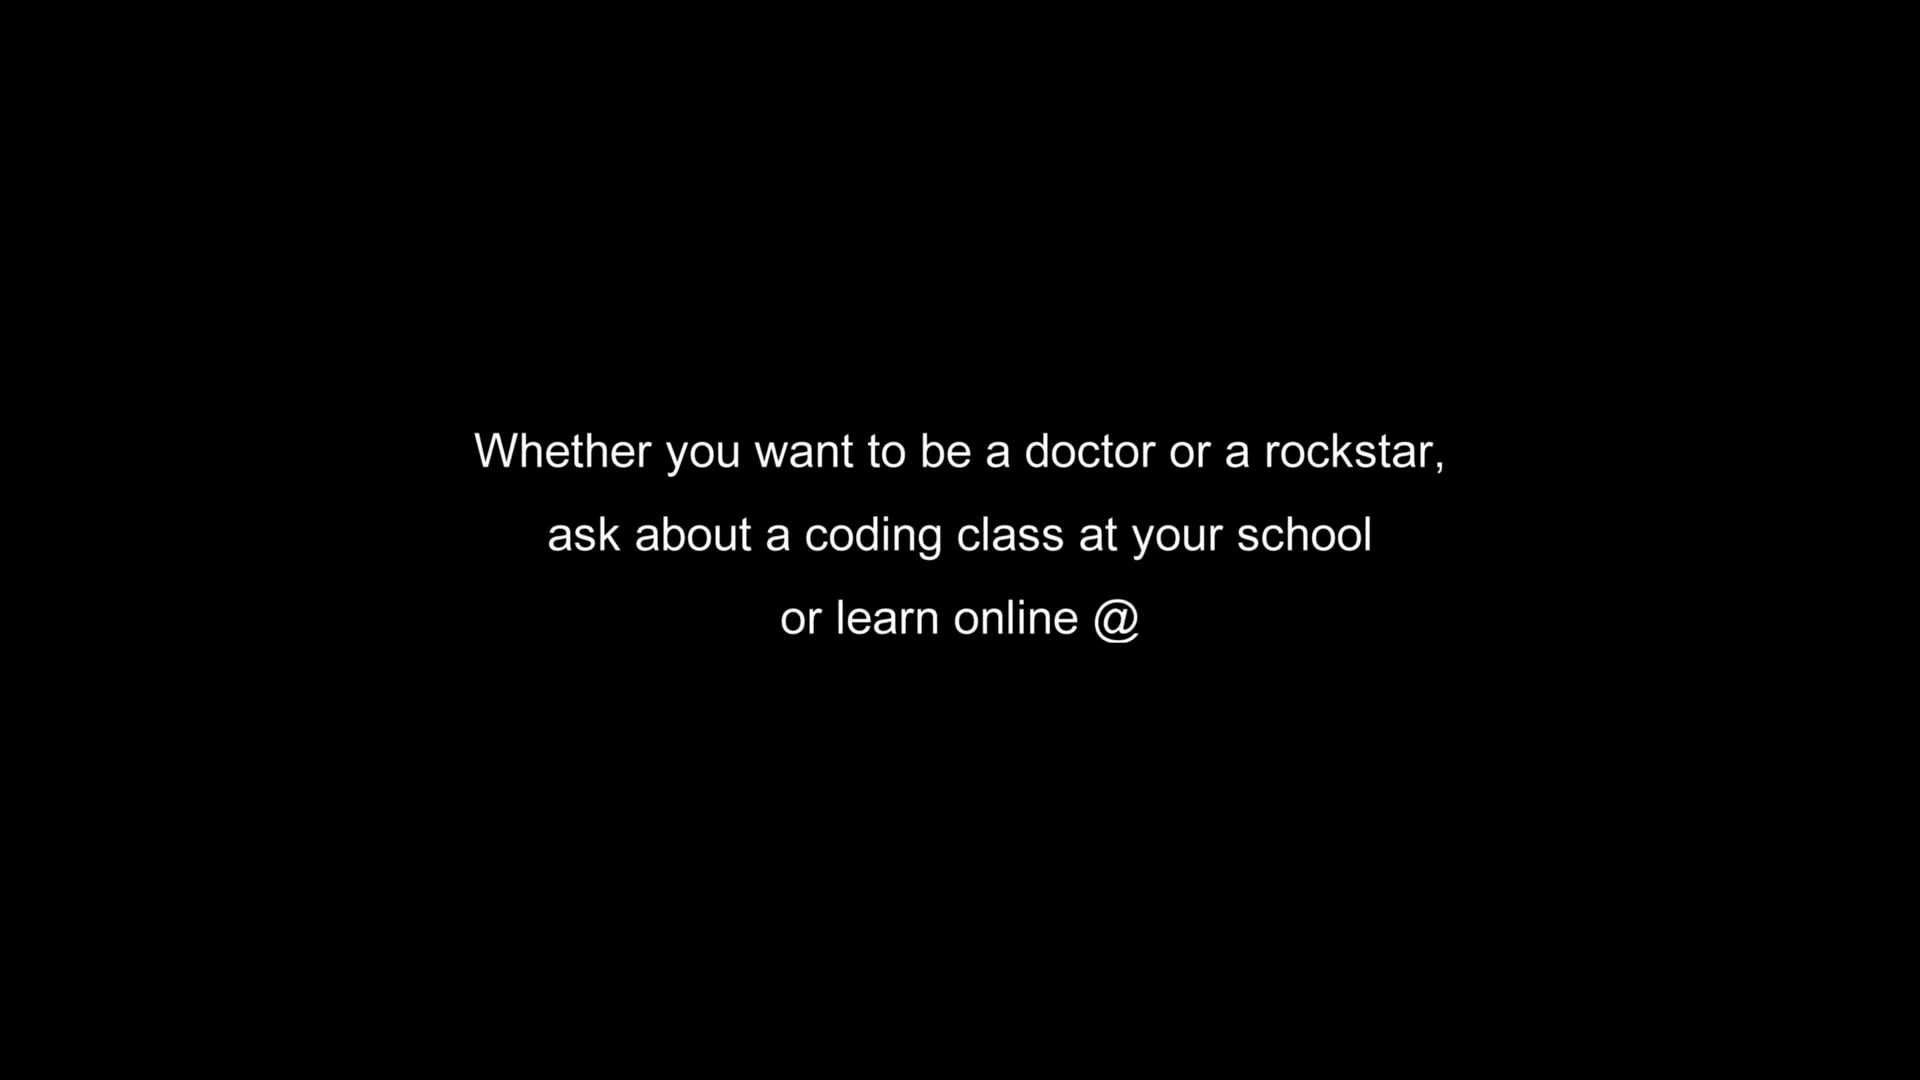 Whether you want to be a doctor or a rockstar,
ask about a coding class at your school
or learn online @